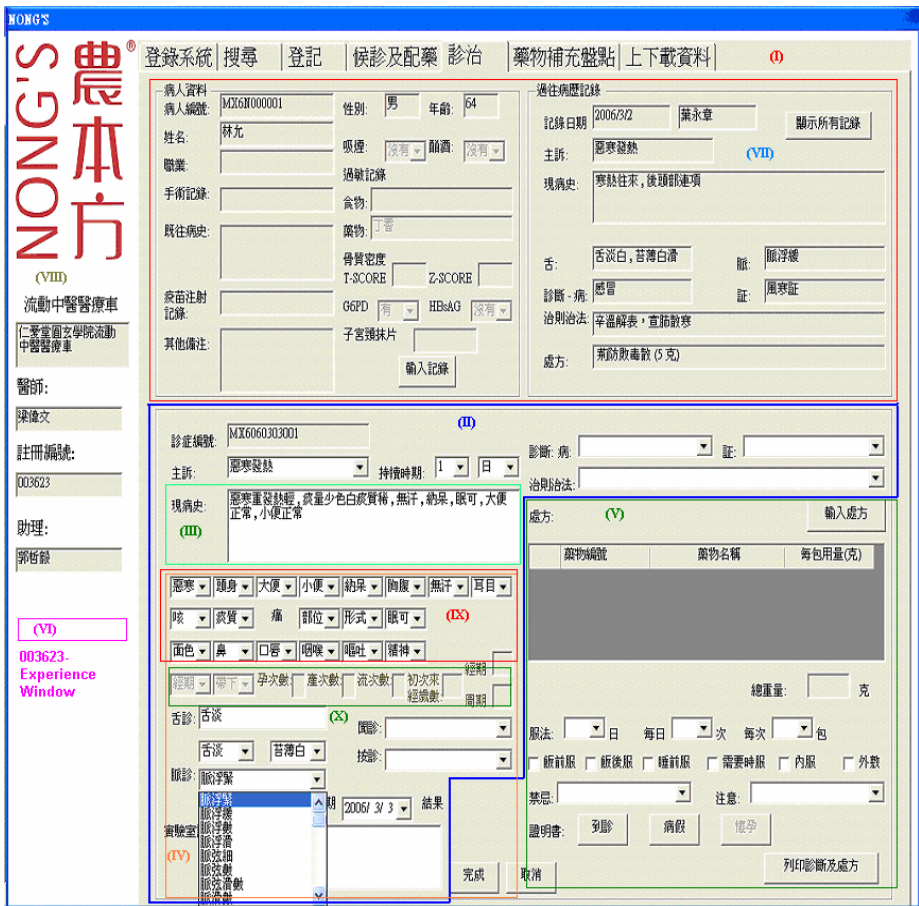 NONG'S
NONG'S
農本方®
登錄系統 搜尋 登記 候診及配藥 診治 藥物補充盤點 上下載資料 (I)
病人資料
病人編號: MX6N000001 性別: 男 年齡: 64
姓名: 林允
吸煙: 沒有 酗酒: 沒有
職業:
過敏記錄
手術記錄: 食物:
既往病史: 藥物: 丁香
骨質密度
T-SCORE Z-SCORE
疫苗注射記錄: G6PD 有 HBsAG 沒有
子宮頸抹片
其他備注:
輸入記錄
過往病歷記錄
記錄日期 2006/3/2 葉永章 顯示所有記錄
主訴: 惡寒發熱 (VII)
現病史: 寒熱往來,後頭部連項
舌: 舌淡白,苔薄白滑 脈: 脈浮緩
診斷 - 病: 感冒 証: 風寒証
治則治法: 辛溫解表,宣肺散寒
處方: 荊防敗毒散 (5 克)
(VIII)
流動中醫醫療車
仁愛堂圓玄學院流動
中醫醫療車
醫師:
梁偉文
註冊編號:
003623
助理:
郭哲毅
(VI)
003623-
Experience
Window
(II)
診症編號: MX6060303001
主訴: 惡寒發熱 持續時期: 1 日
診斷: 病: 証:
治則治法:
現病史: 惡寒重發熱輕,痰量少色白痰質稀,無汗,納呆,眠可,大便
正常,小便正常
(III)
惡寒 頭身 大便 小便 納呆 胸腹 無汗 耳目
咳 痰質 痛 部位 形式 眠可 (IX)
面色 鼻 口唇 咽喉 嘔吐 精神
經期 帶下 孕次數: 產次數: 流次數: 初次來
經歲數: 經期 周期
(X)
舌診: 舌淡
聞診:
舌淡 苔薄白 按診:
脈診: 脈浮緊
脈浮緊
脈浮緩
脈浮數
脈浮滑
脈弦細
脈弦數
脈弦滑數
脈滑數
期 2006/ 3/ 3 結果
實驗室
(IV)
完成 取消
處方: (V) 輸入處方
藥物編號 藥物名稱 每包用量(克)
總重量: 克
服法: 日 每日 次 每次 包
飯前服 飯後服 睡前服 需要時服 內服 外敷
禁忌: 注意:
證明書: 到診 病假 懷孕
列印診斷及處方